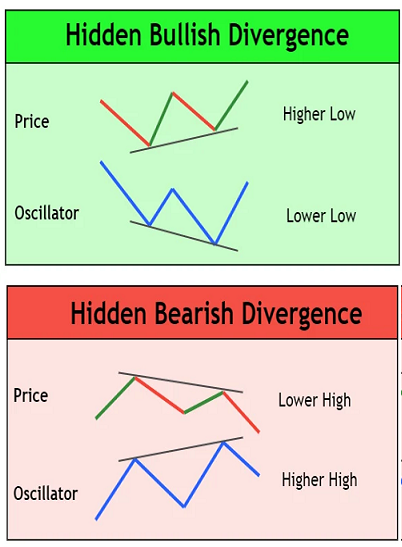 Hidden Bullish Divergence
Price
Higher Low
Oscillator
Lower Low
Hidden Bearish Divergence
Price
Lower High
Higher High
Oscillator